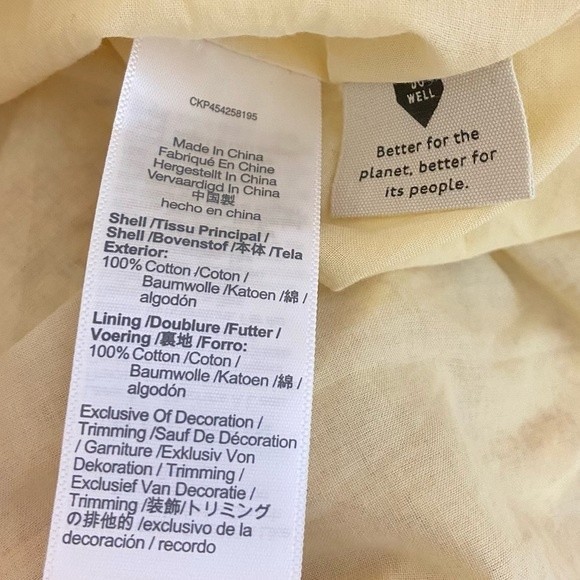 CKP454258195
Made In China
Fabriqué En Chine
Hergestellt In China
Vervaardigd In China
中国製
hecho en china
Shell /Tissu Principal /
Shell /Bovenstof /本体 /Tela
Exterior:
100% Cotton /Coton /
Baumwolle /Katoen /綿 /
algodón
Lining /Doublure /Futter /
Voering /裏地 /Forro:
100% Cotton /Coton /
Baumwolle /Katoen /綿 /
algodón
Exclusive Of Decoration /
Trimming /Sauf De Décoration
/ Garniture /Exklusiv Von
Dekoration / Trimming /
Exclusief Van Decoratie /
Trimming /装飾/トリミング
の排他的 /exclusivo de la
decoración / recordo
DO
WELL
Better for the
planet, better for
its people.